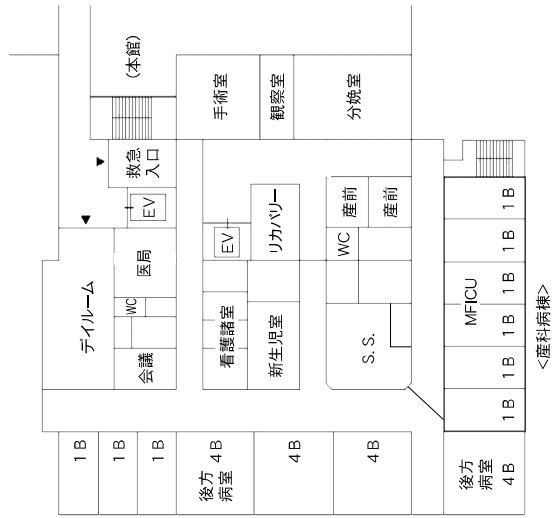 (本館)
手術室
観察室
分娩室
救急
入口
EV
医局
WC
会議
デイルーム
EV
リカバリー
看護諸室
新生児室
産前
産前
WC
S.S.
MFICU
1B
1B
1B
1B
1B
1B
<産科病棟>
1B
1B
1B
後方
病室
4B
4B
4B
後方
病室
4B